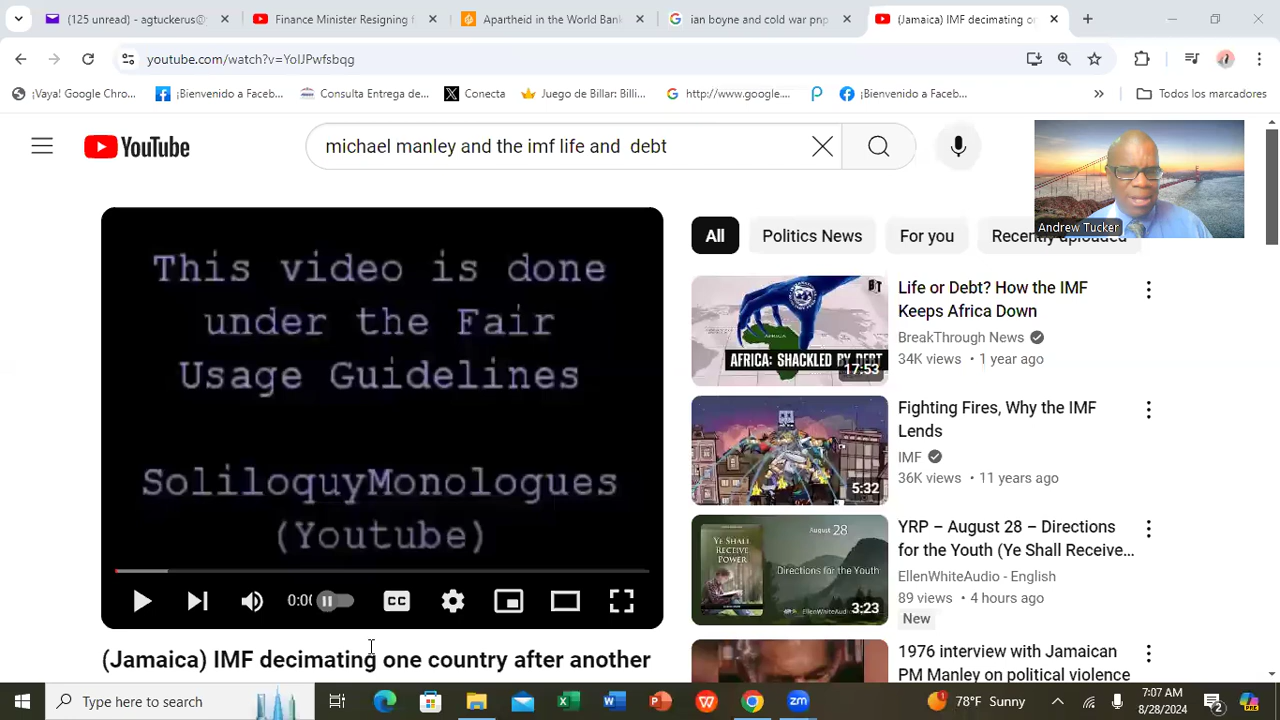 (125 unread) - agtuckerus@
Finance Minister Resigning f
Apartheid in the World Bank
ian boyne and cold war pnp
(Jamaica) IMF decimating o
youtube.com/watch?v=YoIJPwfsbqg
¡Vaya! Google Chro...
¡Bienvenido a Faceb...
Consulta Entrega de...
Conecta
Juego de Billar: Billi...
http://www.google....
¡Bienvenido a Faceb...
»
Todos los marcadores
YouTube
michael manley and the imf life and  debt
Andrew Tucker
This video is done
under the Fair
Usage Guidelines
SoliloquyMonologues
(Youtube)
0:00
CC
(Jamaica) IMF decimating one country after another
All
Politics News
For you
Recently uploaded
AFRICA: SHACKLED BY DEBT
17:53
Life or Debt? How the IMF
Keeps Africa Down
BreakThrough News
34K views • 1 year ago
5:32
Fighting Fires, Why the IMF
Lends
IMF
36K views • 11 years ago
August 28
YE SHALL
RECEIVE
POWER
Directions
for the Youth
3:23
YRP – August 28 – Directions
for the Youth (Ye Shall Receive...
EllenWhiteAudio - English
89 views • 4 hours ago
New
1976 interview with Jamaican
PM Manley on political violence
Type here to search
78°F Sunny
7:07 AM
8/28/2024
2